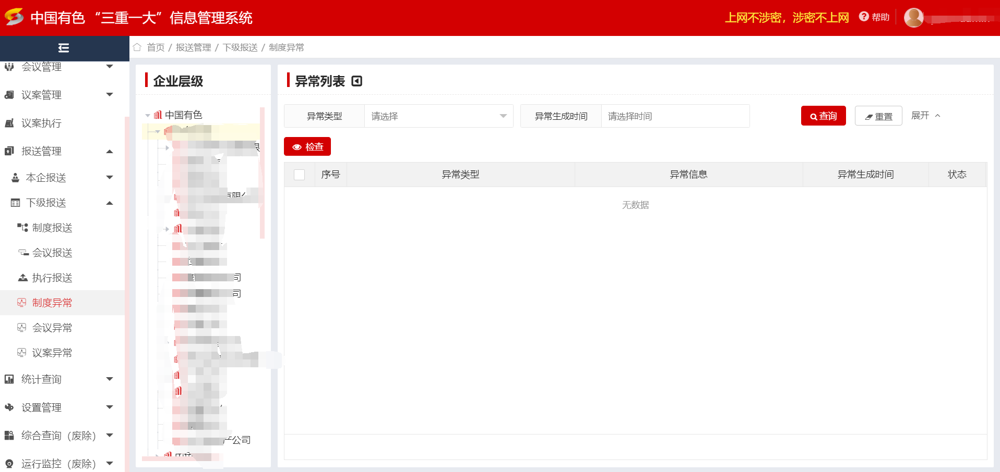 中国有色“三重一大”信息管理系统
上网不涉密，涉密不上网
帮助
首页 / 报送管理 / 下级报送 / 制度异常
会议管理
议案管理
议案执行
报送管理
本企报送
下级报送
制度报送
会议报送
执行报送
制度异常
会议异常
议案异常
统计查询
设置管理
综合查询（废除）
运行监控（废除）
企业层级
中国有色
有限
司
司
产公司
异常列表
异常类型 请选择
异常生成时间 请选择时间
查询
重置
展开
检查
序号 异常类型 异常信息 异常生成时间 状态
无数据